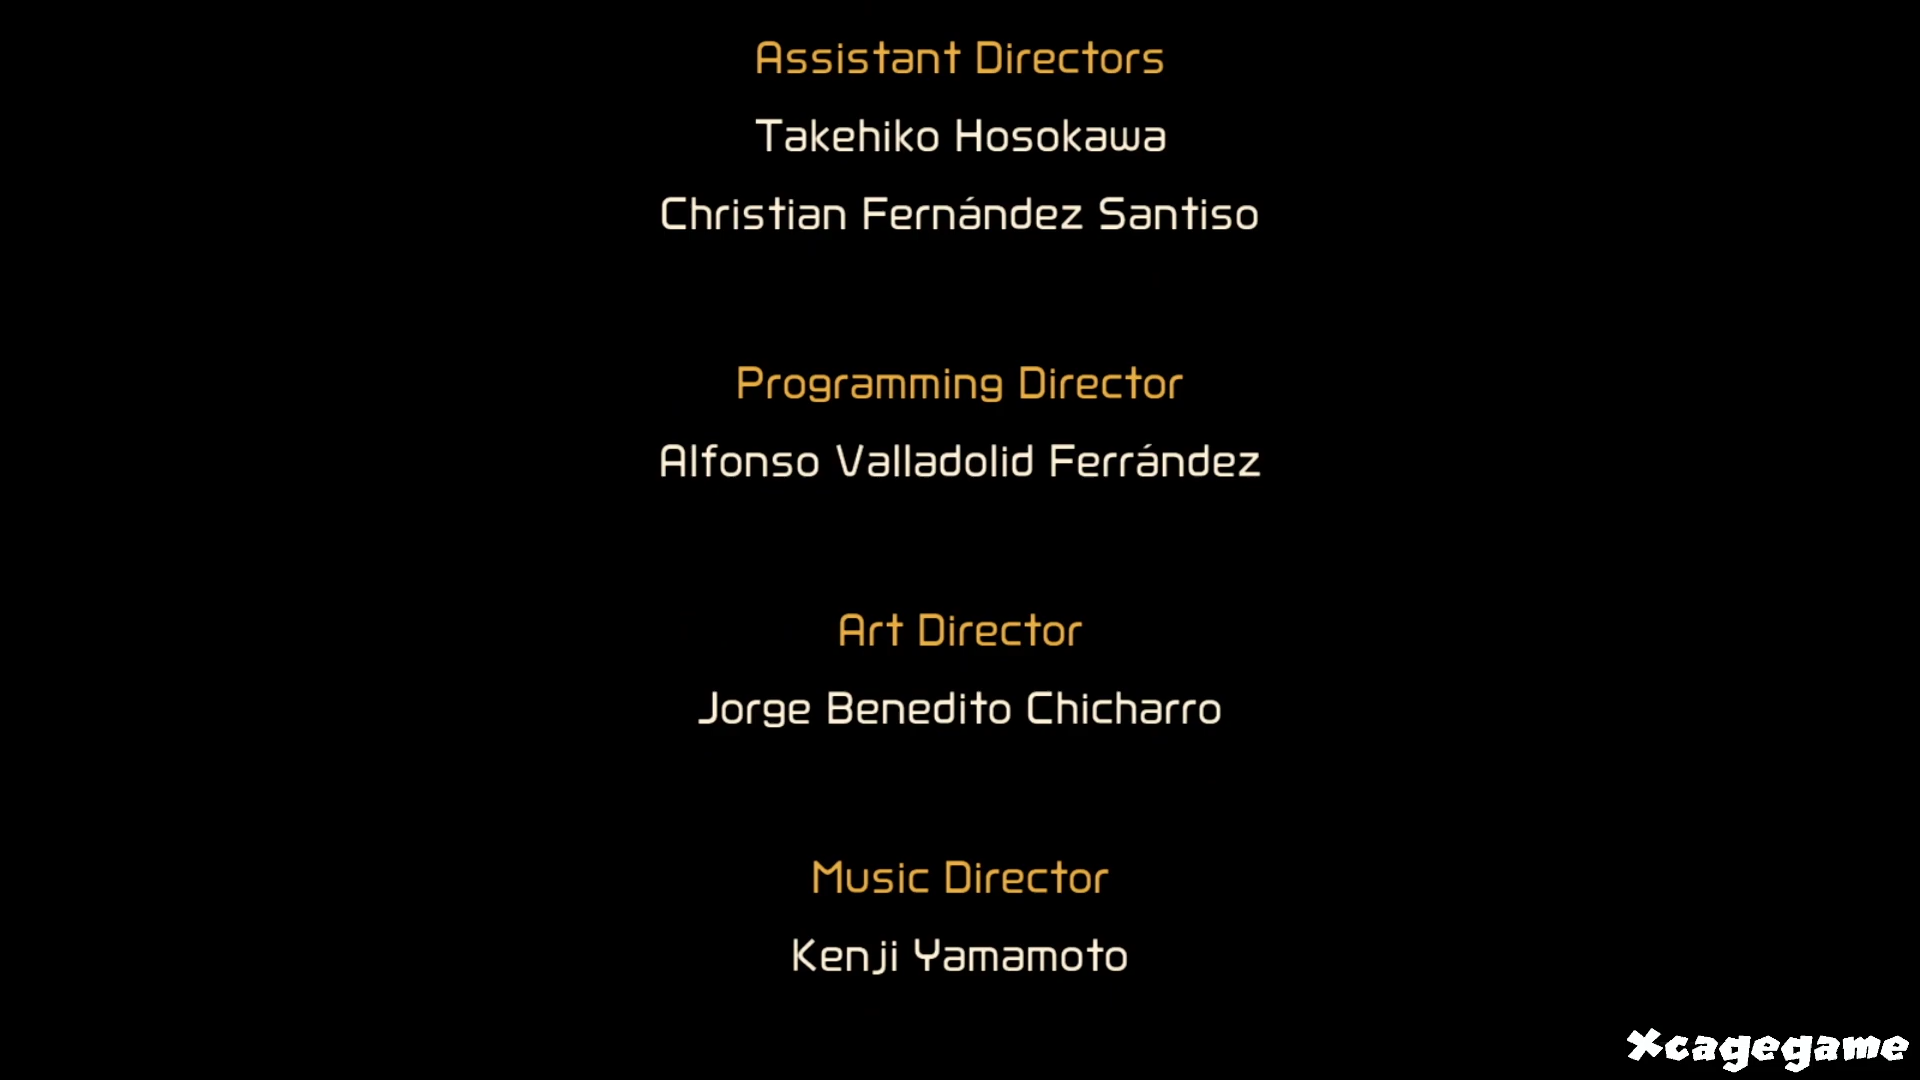 Assistant Directors
Takehiko Hosokawa
Christian Fernández Santiso
Programming Director
Alfonso Valladolid Ferrández
Art Director
Jorge Benedito Chicharro
Music Director
Kenji Yamamoto
Xcagegame